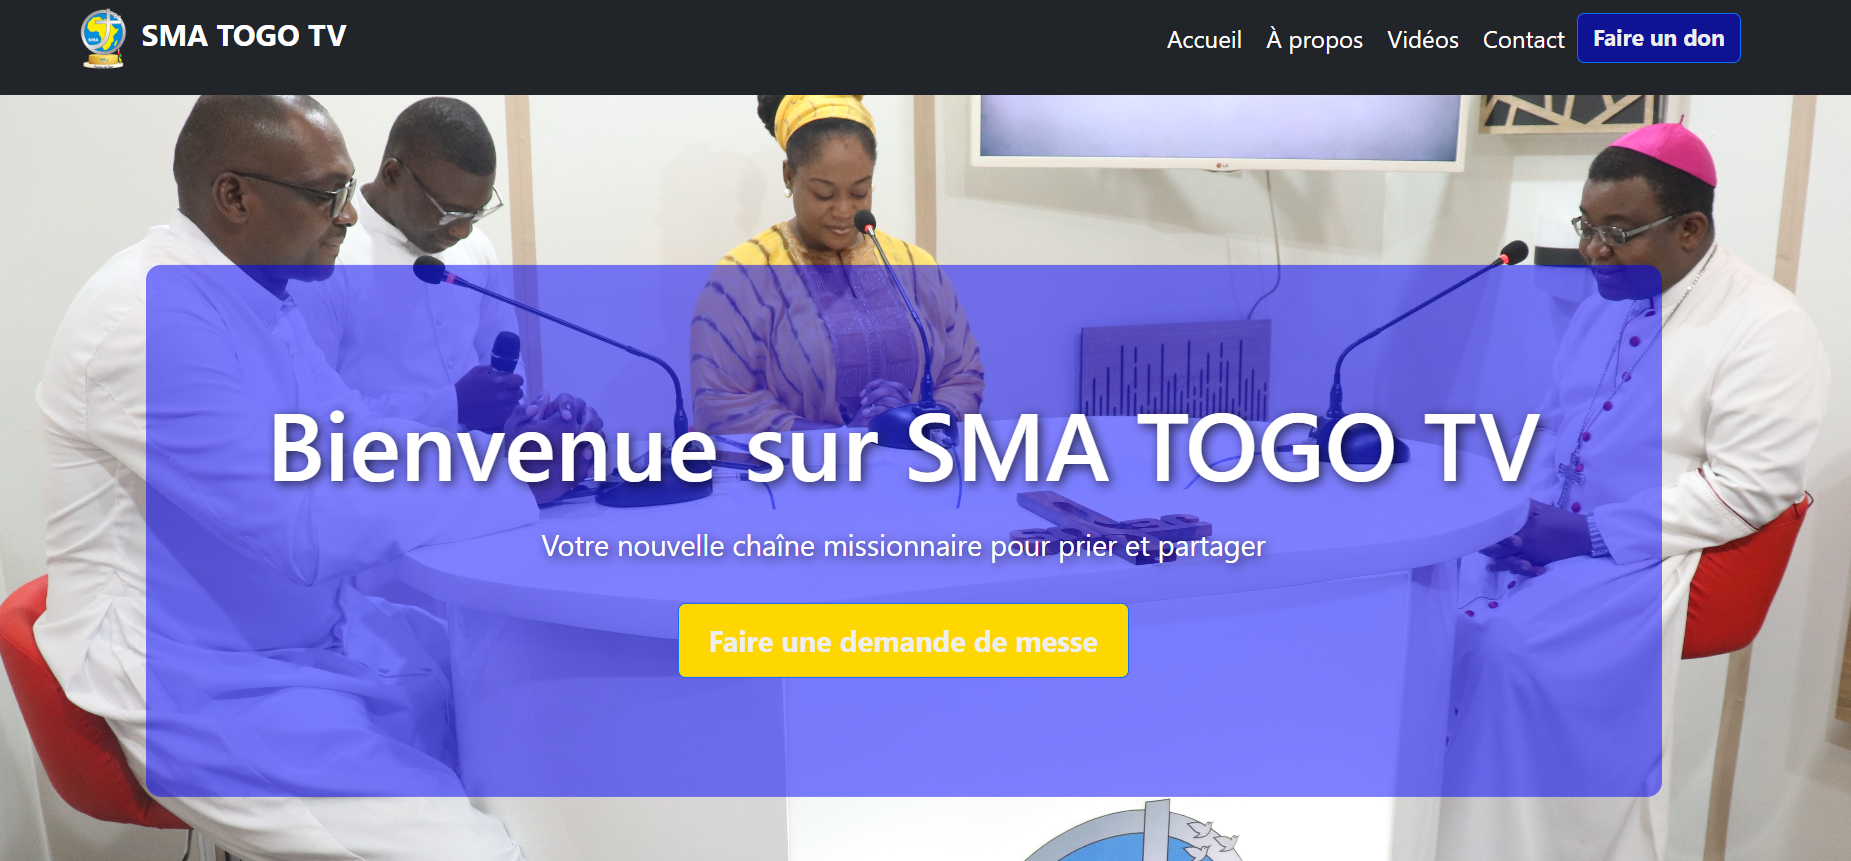 SMA TOGO TV
Accueil À propos Vidéos Contact Faire un don
LG
Bienvenue sur SMA TOGO TV
Votre nouvelle chaîne missionnaire pour prier et partager
Faire une demande de messe